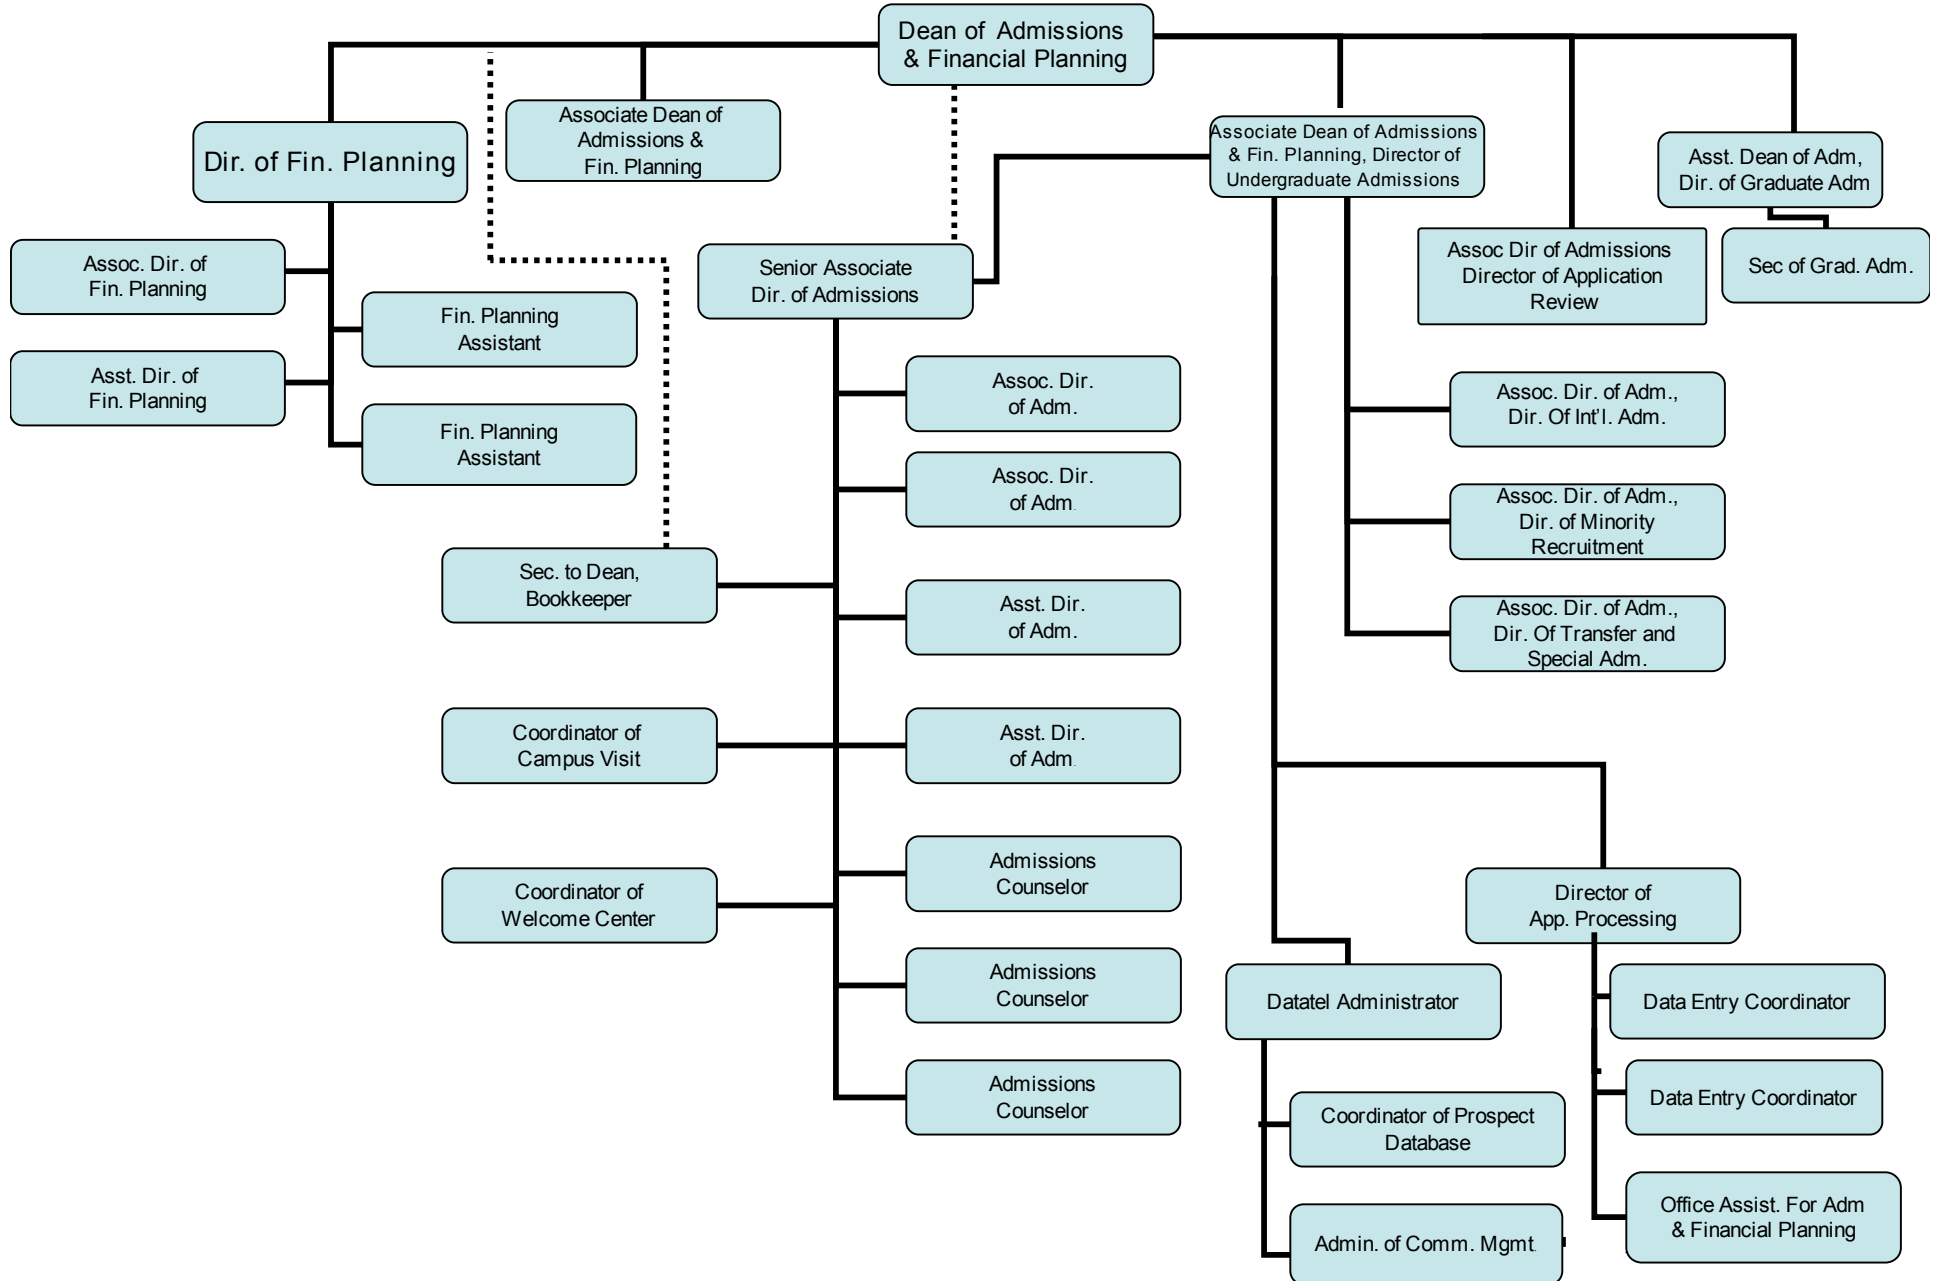 Dean of Admissions
& Financial Planning
Associate Dean of
Admissions &
Fin. Planning
Dir. of Fin. Planning
Associate Dean of Admissions
& Fin. Planning, Director of
Undergraduate Admissions
Asst. Dean of Adm,
Dir. of Graduate Adm
Assoc. Dir. of
Fin. Planning
Senior Associate
Dir. of Admissions
Assoc Dir of Admissions
Director of Application
Review
Sec of Grad. Adm.
Fin. Planning
Assistant
Asst. Dir. of
Fin. Planning
Fin. Planning
Assistant
Assoc. Dir.
of Adm.
Assoc. Dir. of Adm.,
Dir. Of Int'l. Adm.
Assoc. Dir.
of Adm.
Assoc. Dir. of Adm.,
Dir. of Minority
Recruitment
Sec. to Dean,
Bookkeeper
Asst. Dir.
of Adm.
Assoc. Dir. of Adm.,
Dir. Of Transfer and
Special Adm.
Coordinator of
Campus Visit
Asst. Dir.
of Adm.
Admissions
Counselor
Coordinator of
Welcome Center
Director of
App. Processing
Admissions
Counselor
Datatel Administrator
Data Entry Coordinator
Admissions
Counselor
Data Entry Coordinator
Coordinator of Prospect
Database
Office Assist. For Adm
& Financial Planning
Admin. of Comm. Mgmt.